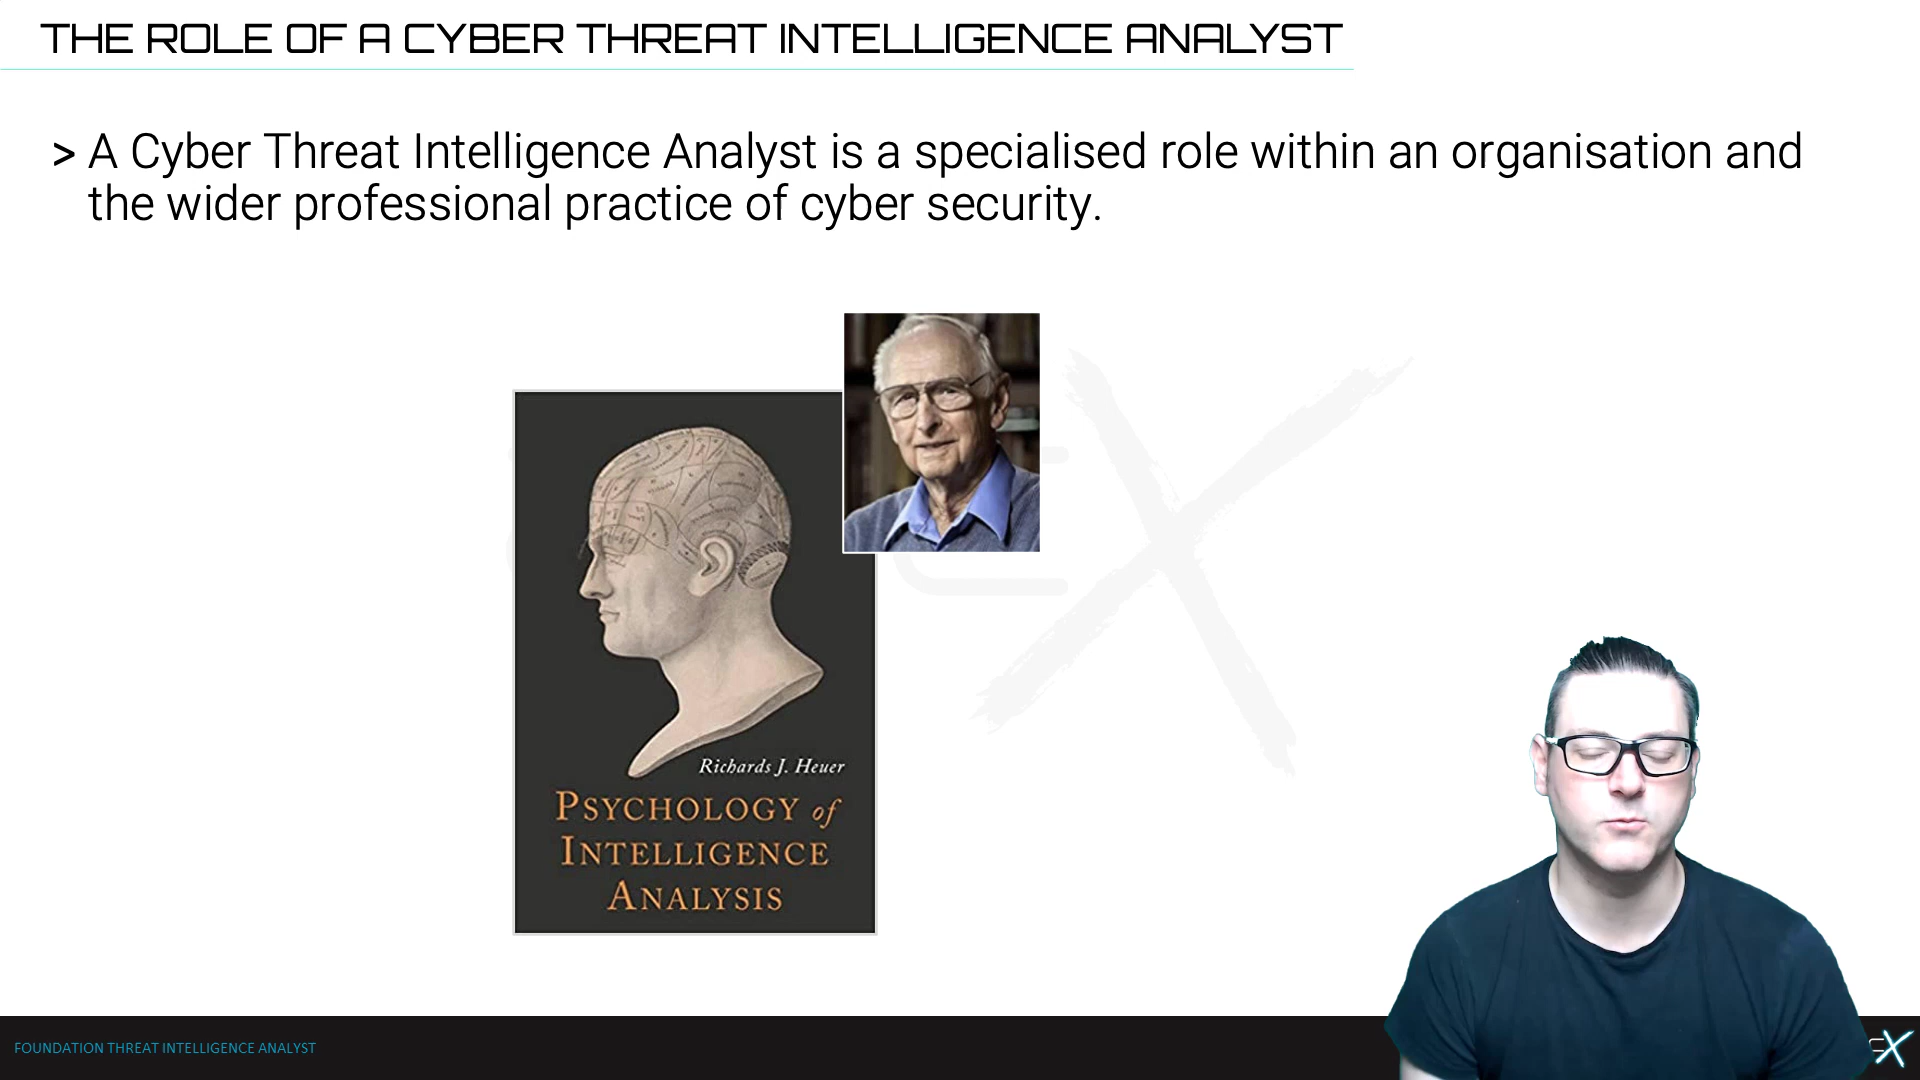 THE ROLE OF A CYBER THREAT INTELLIGENCE ANALYST
> A Cyber Threat Intelligence Analyst is a specialised role within an organisation and
the wider professional practice of cyber security.
Richards J. Heuer
PSYCHOLOGY of
INTELLIGENCE
ANALYSIS
FOUNDATION THREAT INTELLIGENCE ANALYST